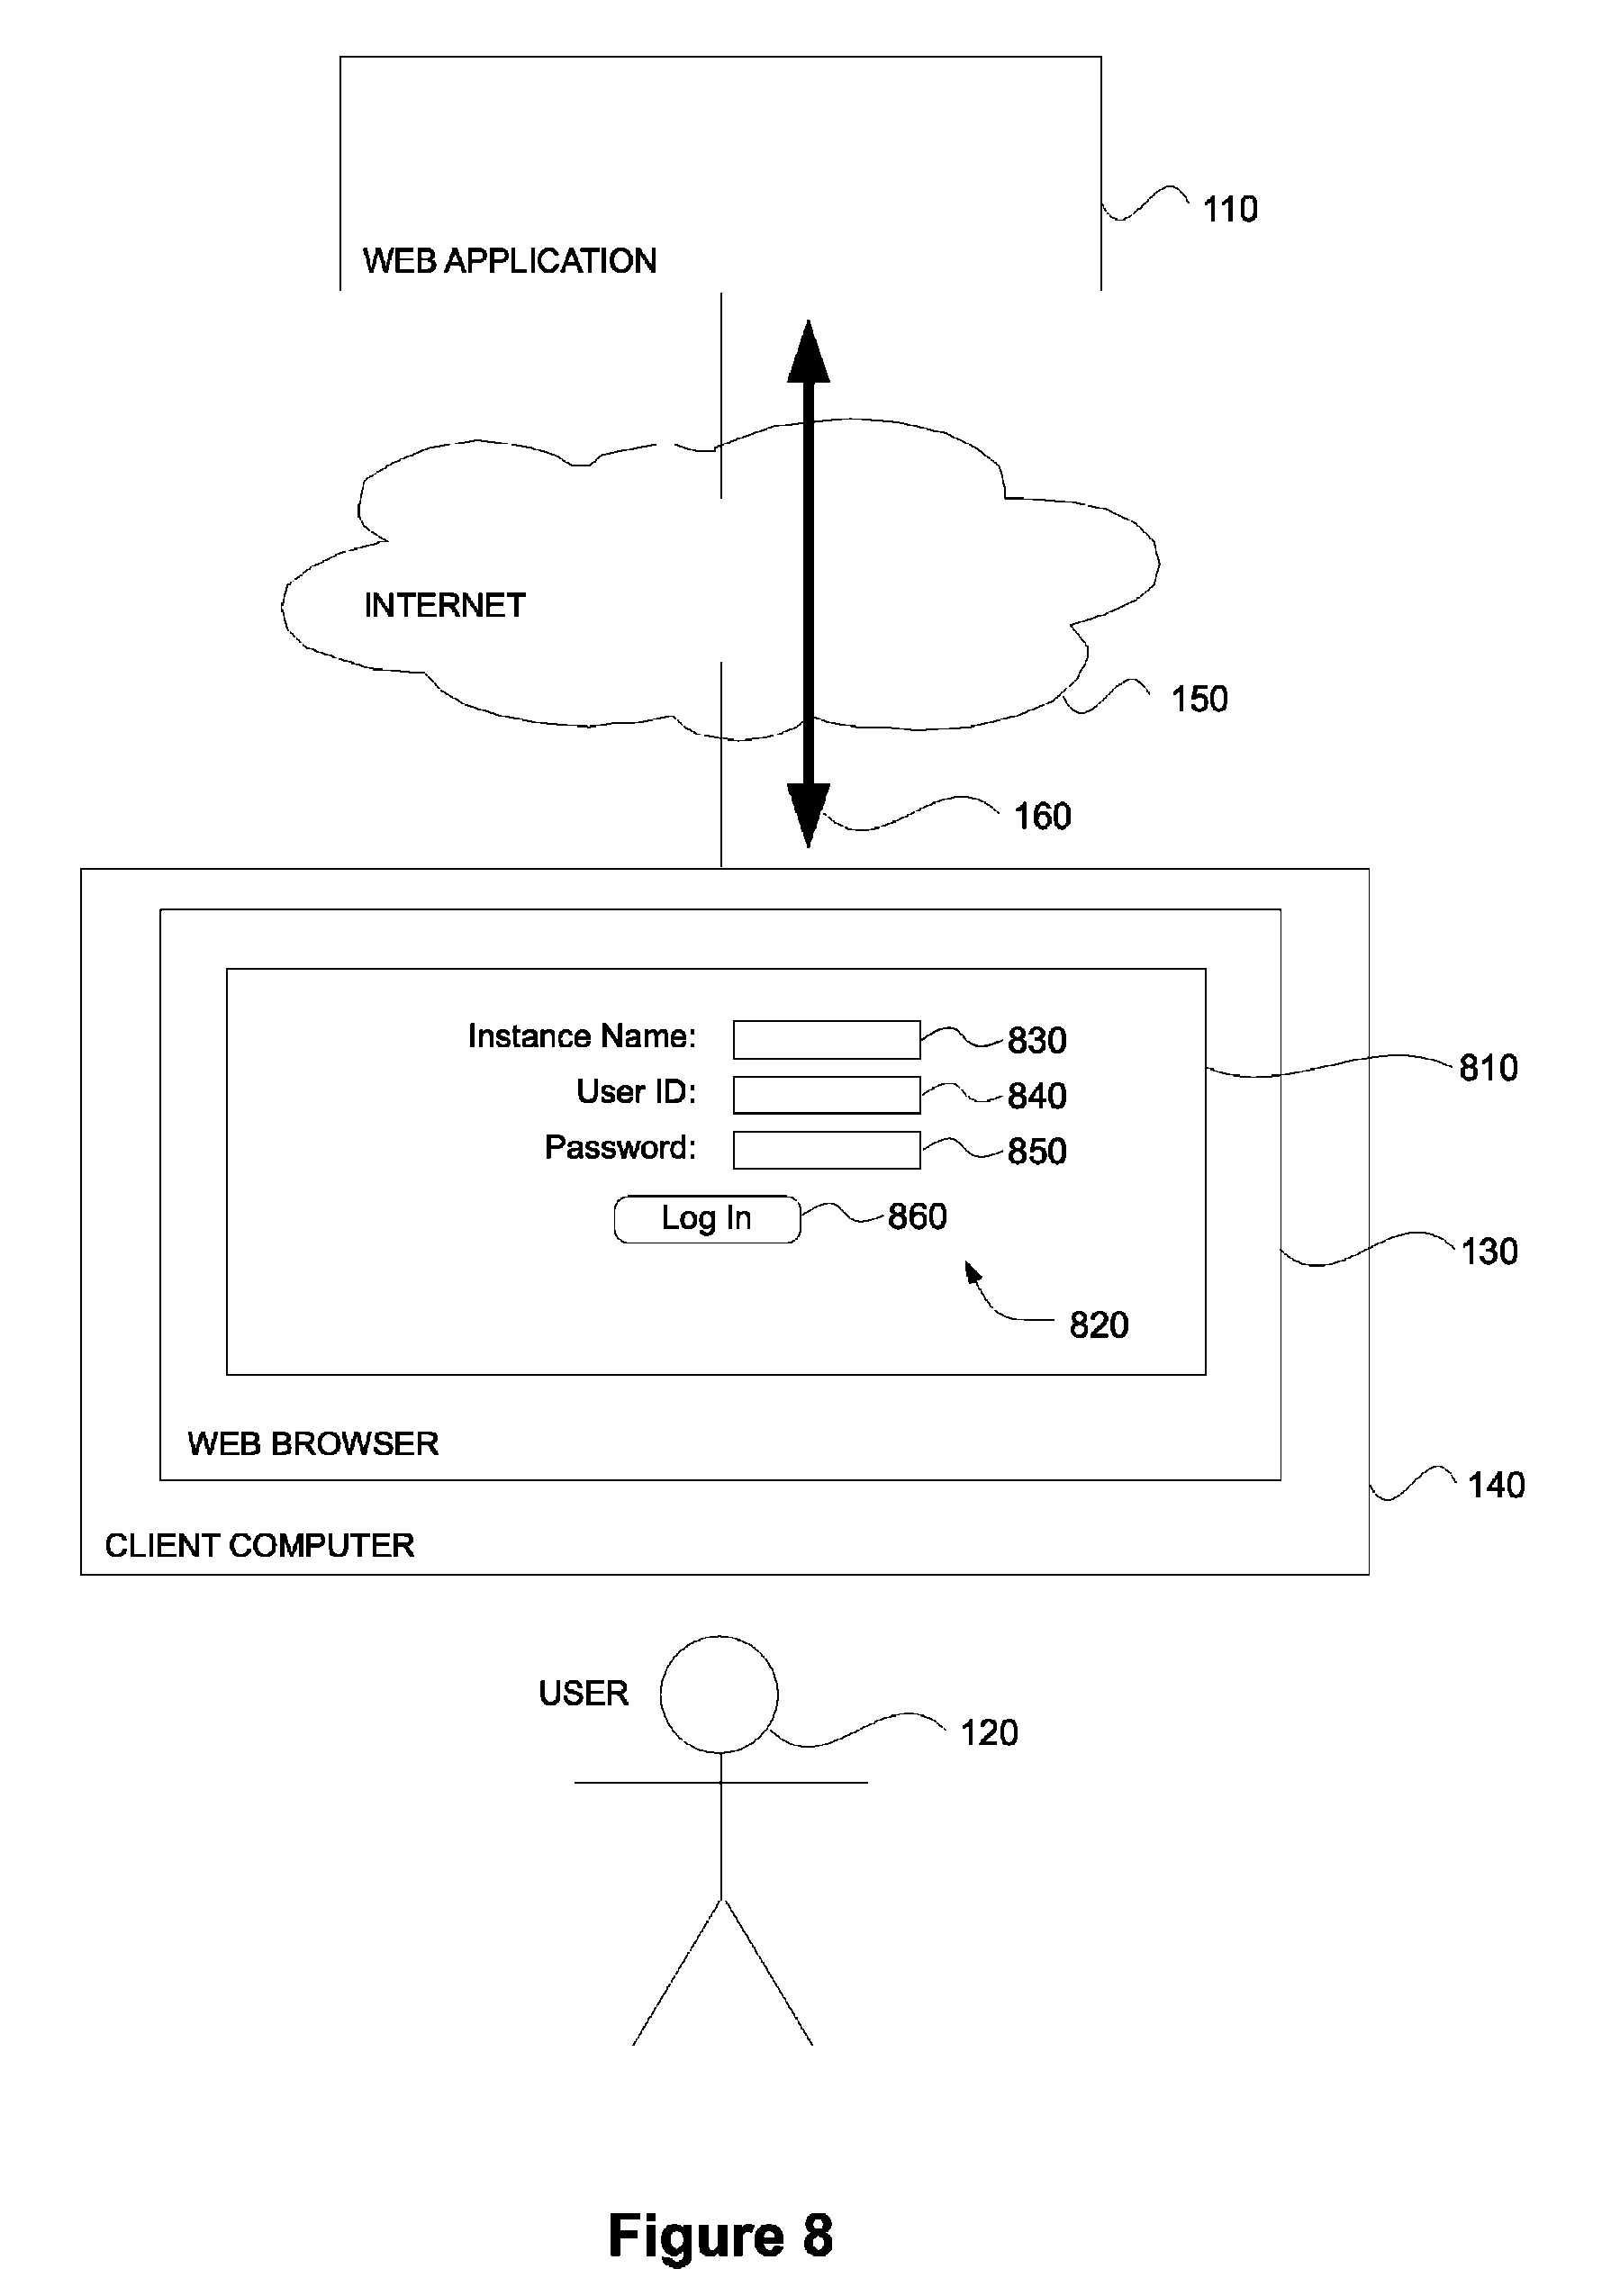 110
WEB APPLICATION
INTERNET
150
160
Instance Name:
830
810
User ID:
840
Password:
850
Log In
860
130
820
WEB BROWSER
140
CLIENT COMPUTER
USER
120
Figure 8